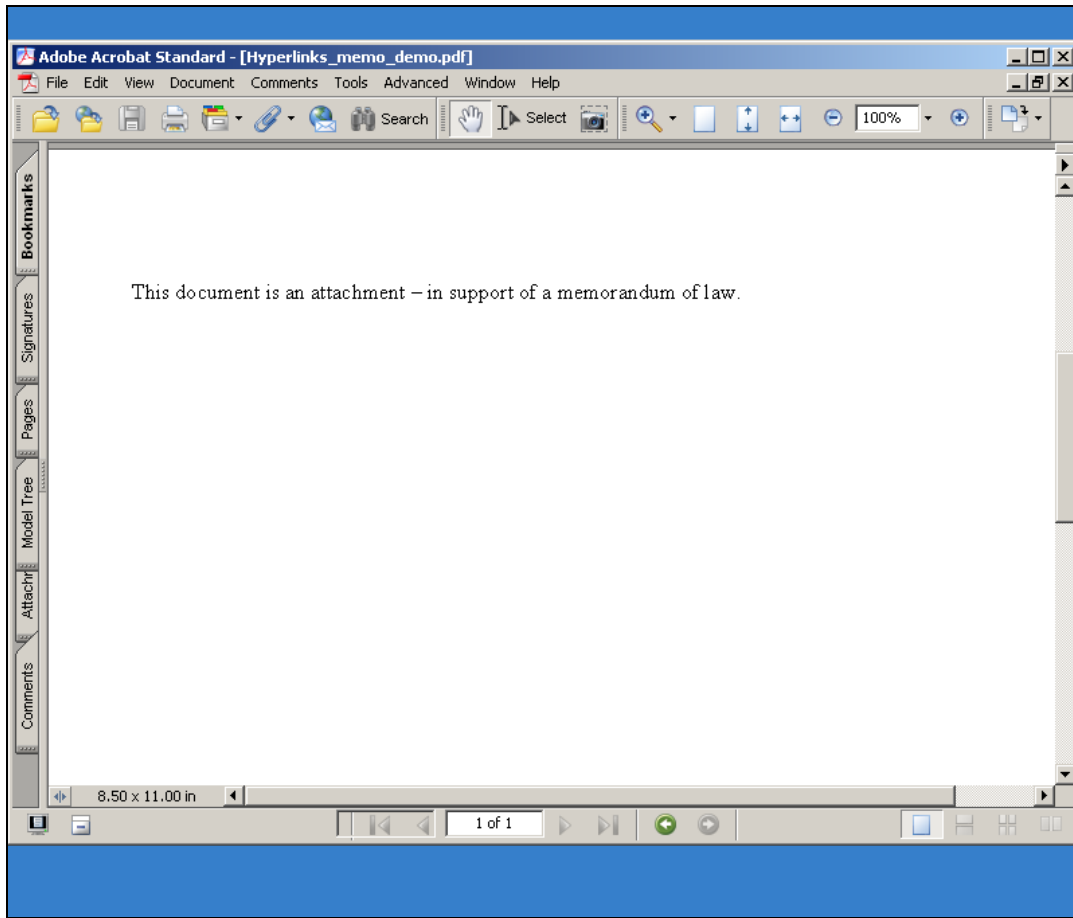 Adobe Acrobat Standard - [Hyperlinks_memo_demo.pdf]
File Edit View Document Comments Tools Advanced Window Help
Search Select 100%
Bookmarks
Signatures
Pages
Model Tree
Attachr
Comments
This document is an attachment – in support of a memorandum of law.
8.50 x 11.00 in
1 of 1